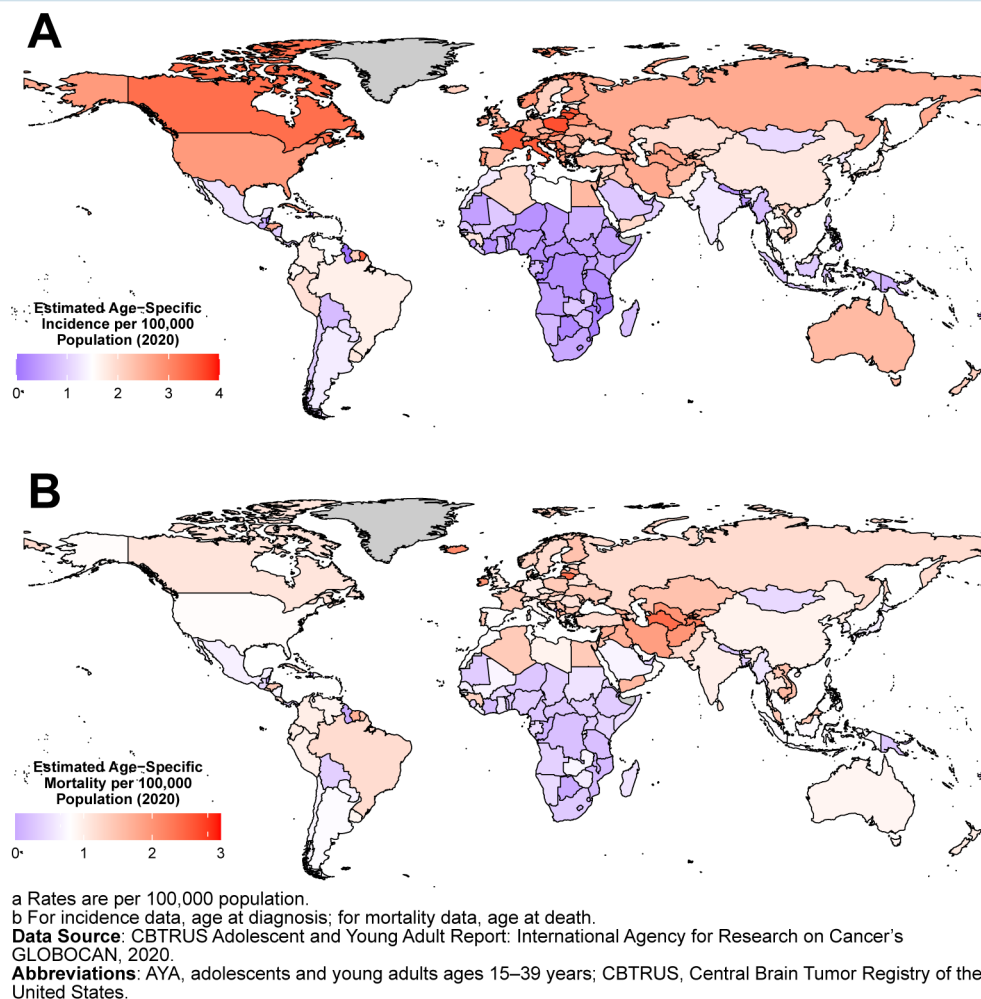 A
Estimated Age–Specific
Incidence per 100,000
Population (2020)
0 1 2 3 4
B
Estimated Age–Specific
Mortality per 100,000
Population (2020)
0 1 2 3
a Rates are per 100,000 population.
b For incidence data, age at diagnosis; for mortality data, age at death.
Data Source: CBTRUS Adolescent and Young Adult Report: International Agency for Research on Cancer's
GLOBOCAN, 2020.
Abbreviations: AYA, adolescents and young adults ages 15–39 years; CBTRUS, Central Brain Tumor Registry of the
United States.